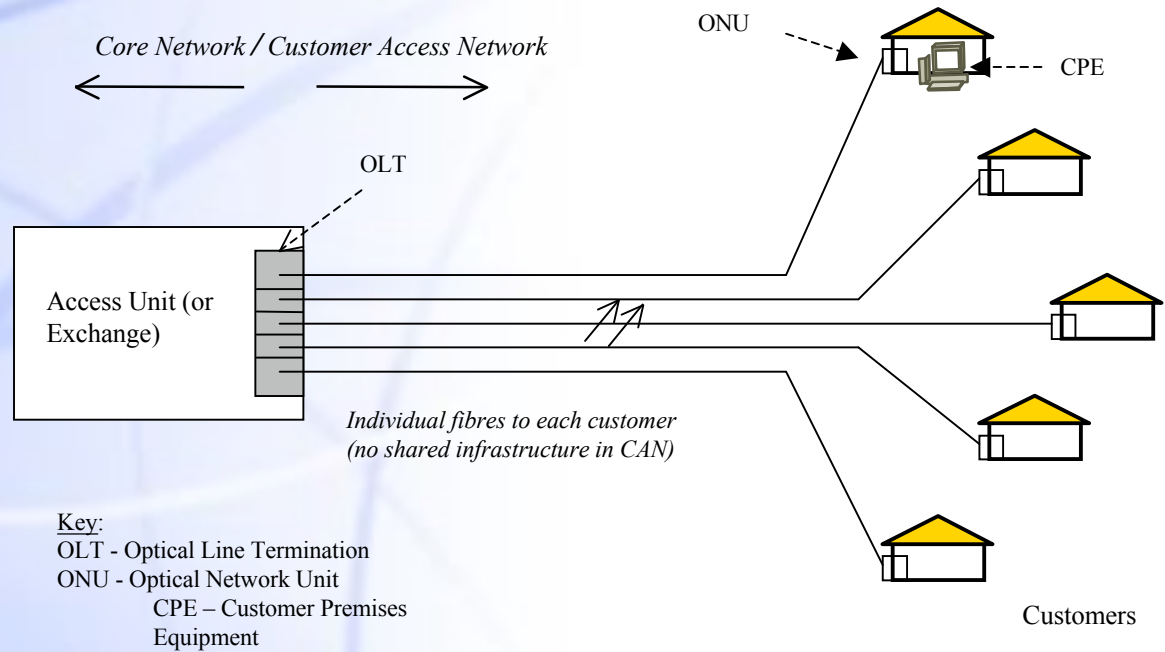 ONU
Core Network / Customer Access Network
CPE
OLT
Access Unit (or
Exchange)
Individual fibres to each customer
(no shared infrastructure in CAN)
Key:
OLT - Optical Line Termination
ONU - Optical Network Unit
CPE – Customer Premises
Equipment
Customers